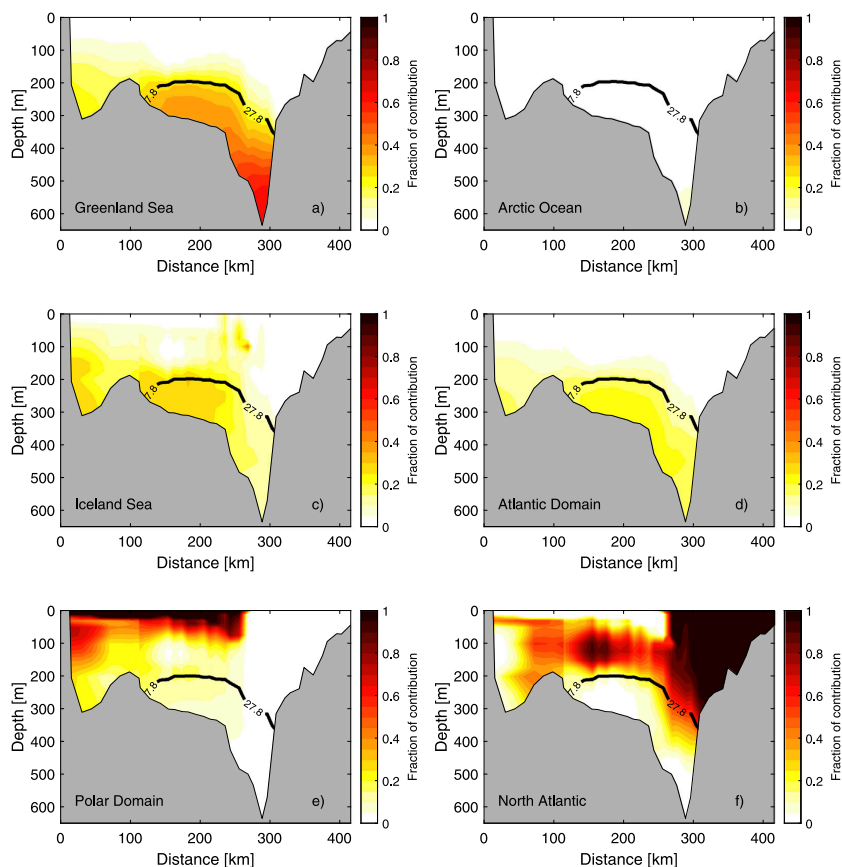 0
100
200
300
400
500
600
Depth [m]
7.8
27.8
Greenland Sea
a)
0 100 200 300 400
Distance [km]
1
0.8
0.6
0.4
0.2
0
Fraction of contribution
0
100
200
300
400
500
600
Depth [m]
7.8
27.8
Arctic Ocean
b)
0 100 200 300 400
Distance [km]
1
0.8
0.6
0.4
0.2
0
Fraction of contribution
0
100
200
300
400
500
600
Depth [m]
7.8
27.8
Iceland Sea
c)
0 100 200 300 400
Distance [km]
1
0.8
0.6
0.4
0.2
0
Fraction of contribution
0
100
200
300
400
500
600
Depth [m]
7.8
27.8
Atlantic Domain
d)
0 100 200 300 400
Distance [km]
1
0.8
0.6
0.4
0.2
0
Fraction of contribution
0
100
200
300
400
500
600
Depth [m]
7.8
27.8
Polar Domain
e)
0 100 200 300 400
Distance [km]
1
0.8
0.6
0.4
0.2
0
Fraction of contribution
0
100
200
300
400
500
600
Depth [m]
7.8
27.8
North Atlantic
f)
0 100 200 300 400
Distance [km]
1
0.8
0.6
0.4
0.2
0
Fraction of contribution